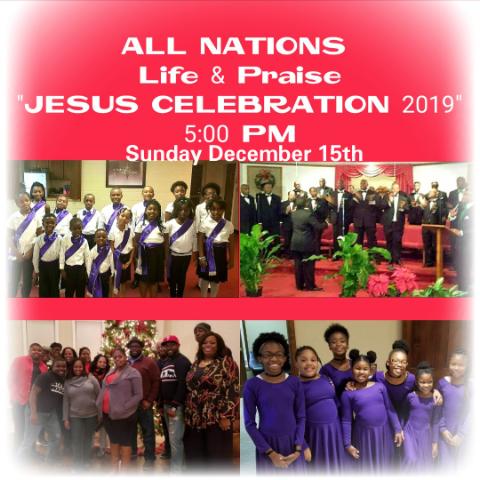 ALL NATIONS
Life & Praise
"JESUS CELEBRATION 2019"
5:00 PM
Sunday December 15th